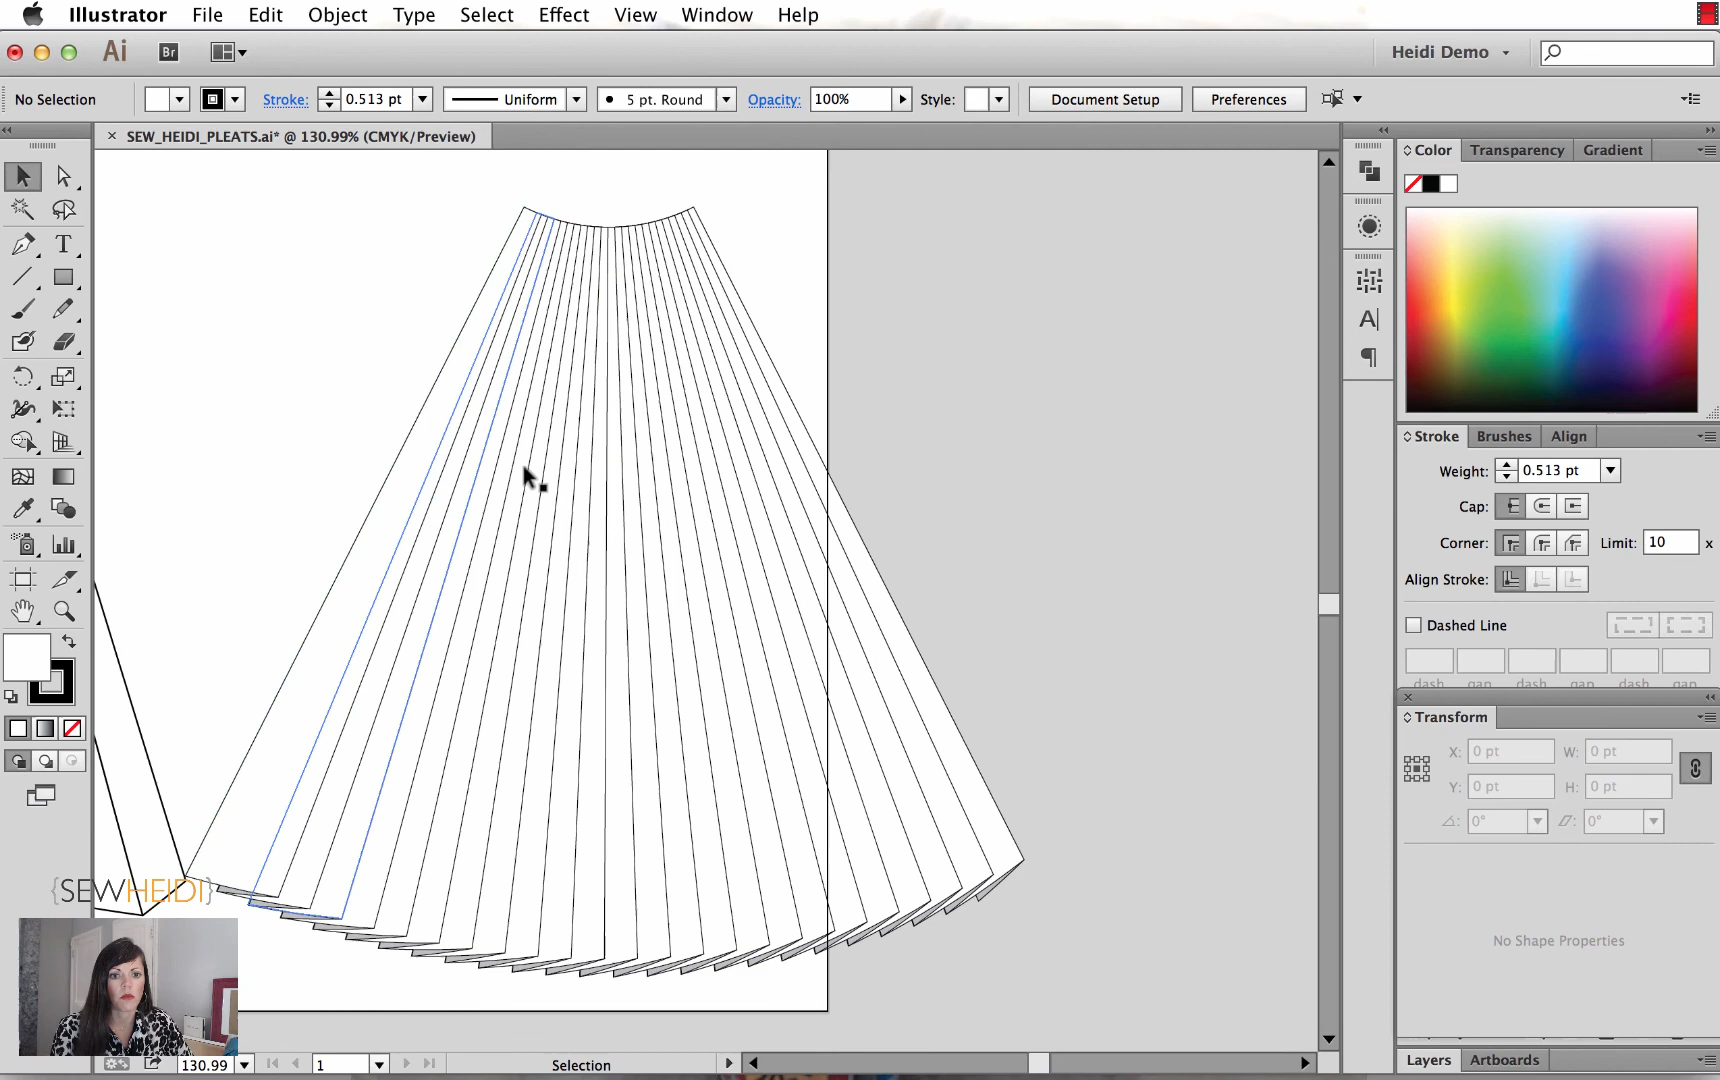 Illustrator File Edit Object Type Select Effect View Window Help
Ai Br Heidi Demo
No Selection Stroke: 0.513 pt Uniform 5 pt. Round Opacity: 100% Style: Document Setup Preferences
× SEW_HEIDI_PLEATS.ai* @ 130.99% (CMYK/Preview)
Color Transparency Gradient
T
A
Stroke Brushes Align
Weight: 0.513 pt
Cap:
Corner: Limit: 10 x
Align Stroke:
Dashed Line
dash gap dash gap dash gap
Transform
X: 0 pt W: 0 pt
Y: 0 pt H: 0 pt
0° 0°
{SEWHEIDI}
No Shape Properties
130.99 1 Selection
Layers Artboards